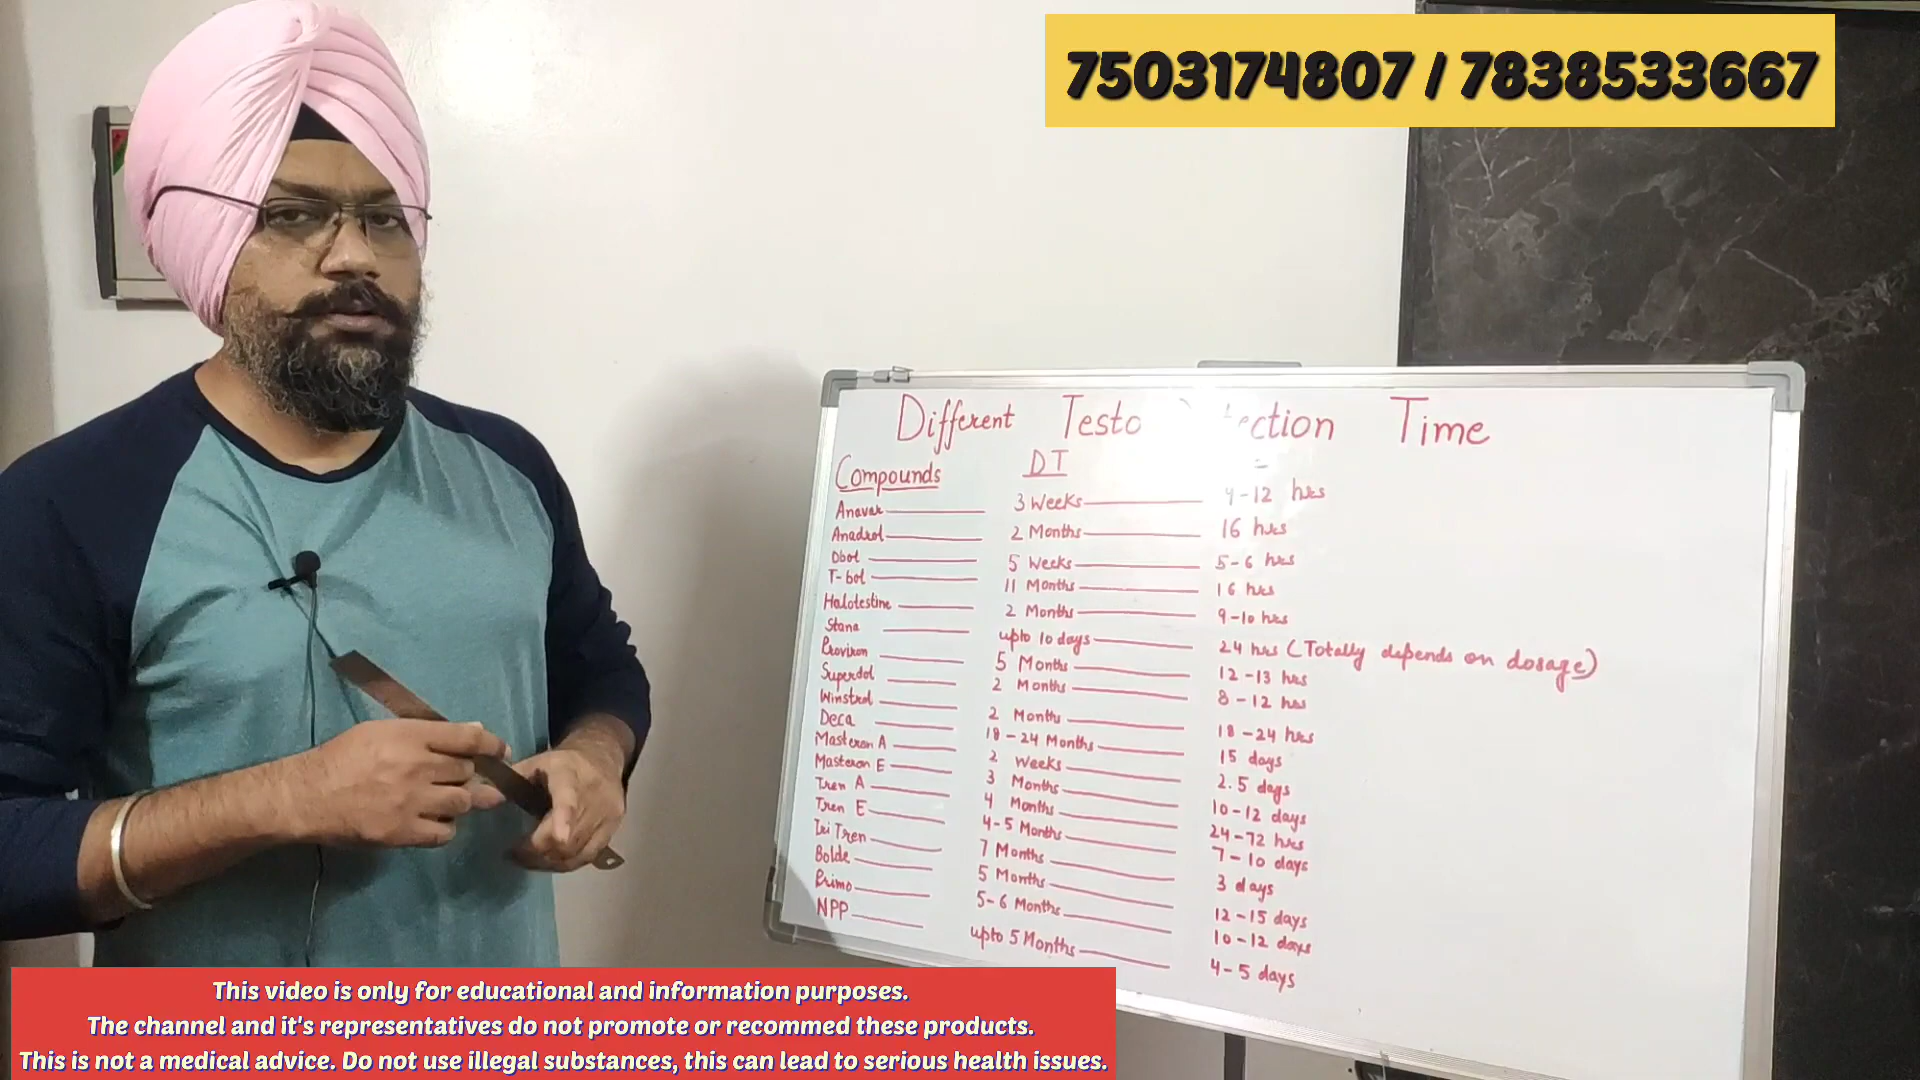 7503174807 / 7838533667
Different Testo ection Time
Compounds DT
Anavar 3 Weeks 4-12 hrs
Anadrol 2 Months 16 hrs
Dbol 5 Weeks 5-6 hrs
T-bol 11 Months 16 hrs
Halotestine 2 Months 9-10 hrs
Stana upto 10 days 24 hrs (Totally depends on dosage)
Proviron 5 Months 12-13 hrs
Superdol 2 Months 8-12 hrs
Winstrol 2 Months 18-24 hrs
Deca 18-24 Months 15 days
Masteron A 2 Weeks 2.5 days
Masteron E 3 Months 10-12 days
Tren A 4 Months 24-72 hrs
Tren E 4-5 Months 7-10 days
Tri Tren 7 Months 3 days
Bolde 5 Months 12-15 days
Primo 5-6 Months 10-12 days
NPP upto 5 Months 4-5 days
This video is only for educational and information purposes.
The channel and it's representatives do not promote or recommed these products.
This is not a medical advice. Do not use illegal substances, this can lead to serious health issues.